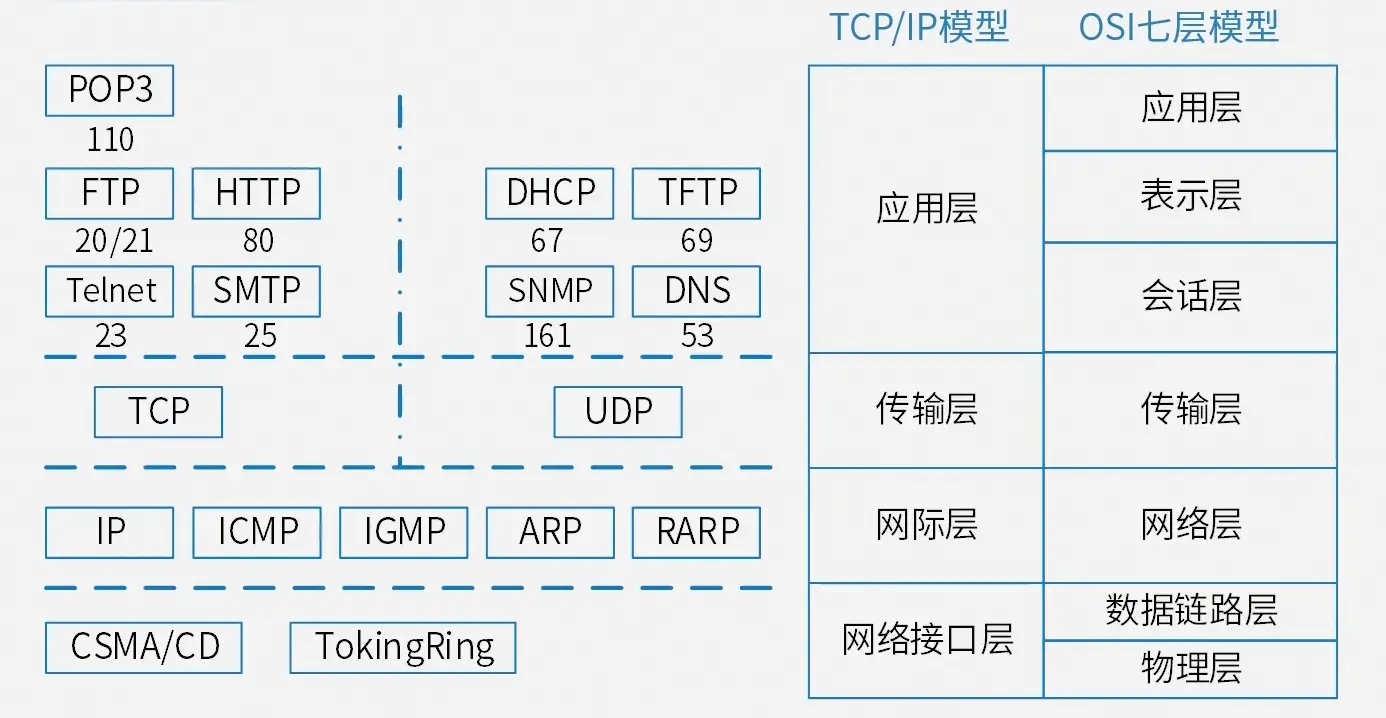 TCP/IP模型 OSI七层模型
POP3
110
FTP HTTP DHCP TFTP
20/21 80 67 69
Telnet SMTP SNMP DNS
23 25 161 53
TCP UDP
IP ICMP IGMP ARP RARP
CSMA/CD TokingRing
应用层
传输层
网际层
网络接口层
应用层
表示层
会话层
传输层
网络层
数据链路层
物理层